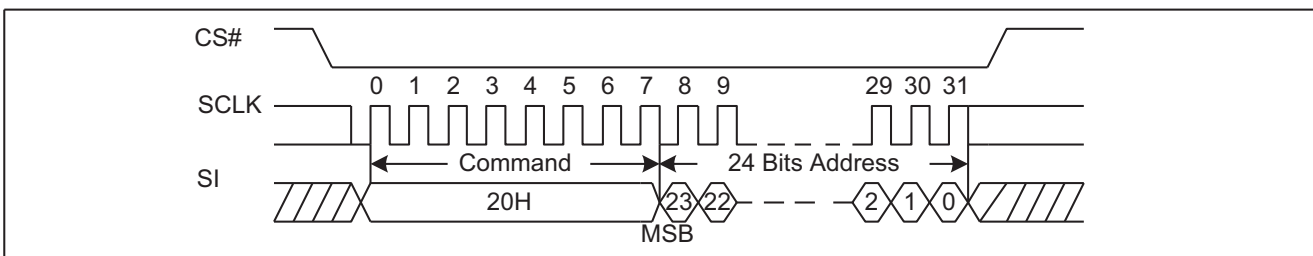 CS#
0 1 2 3 4 5 6 7 8 9 29 30 31
SCLK
Command 24 Bits Address
SI
20H 23 22 2 1 0
MSB